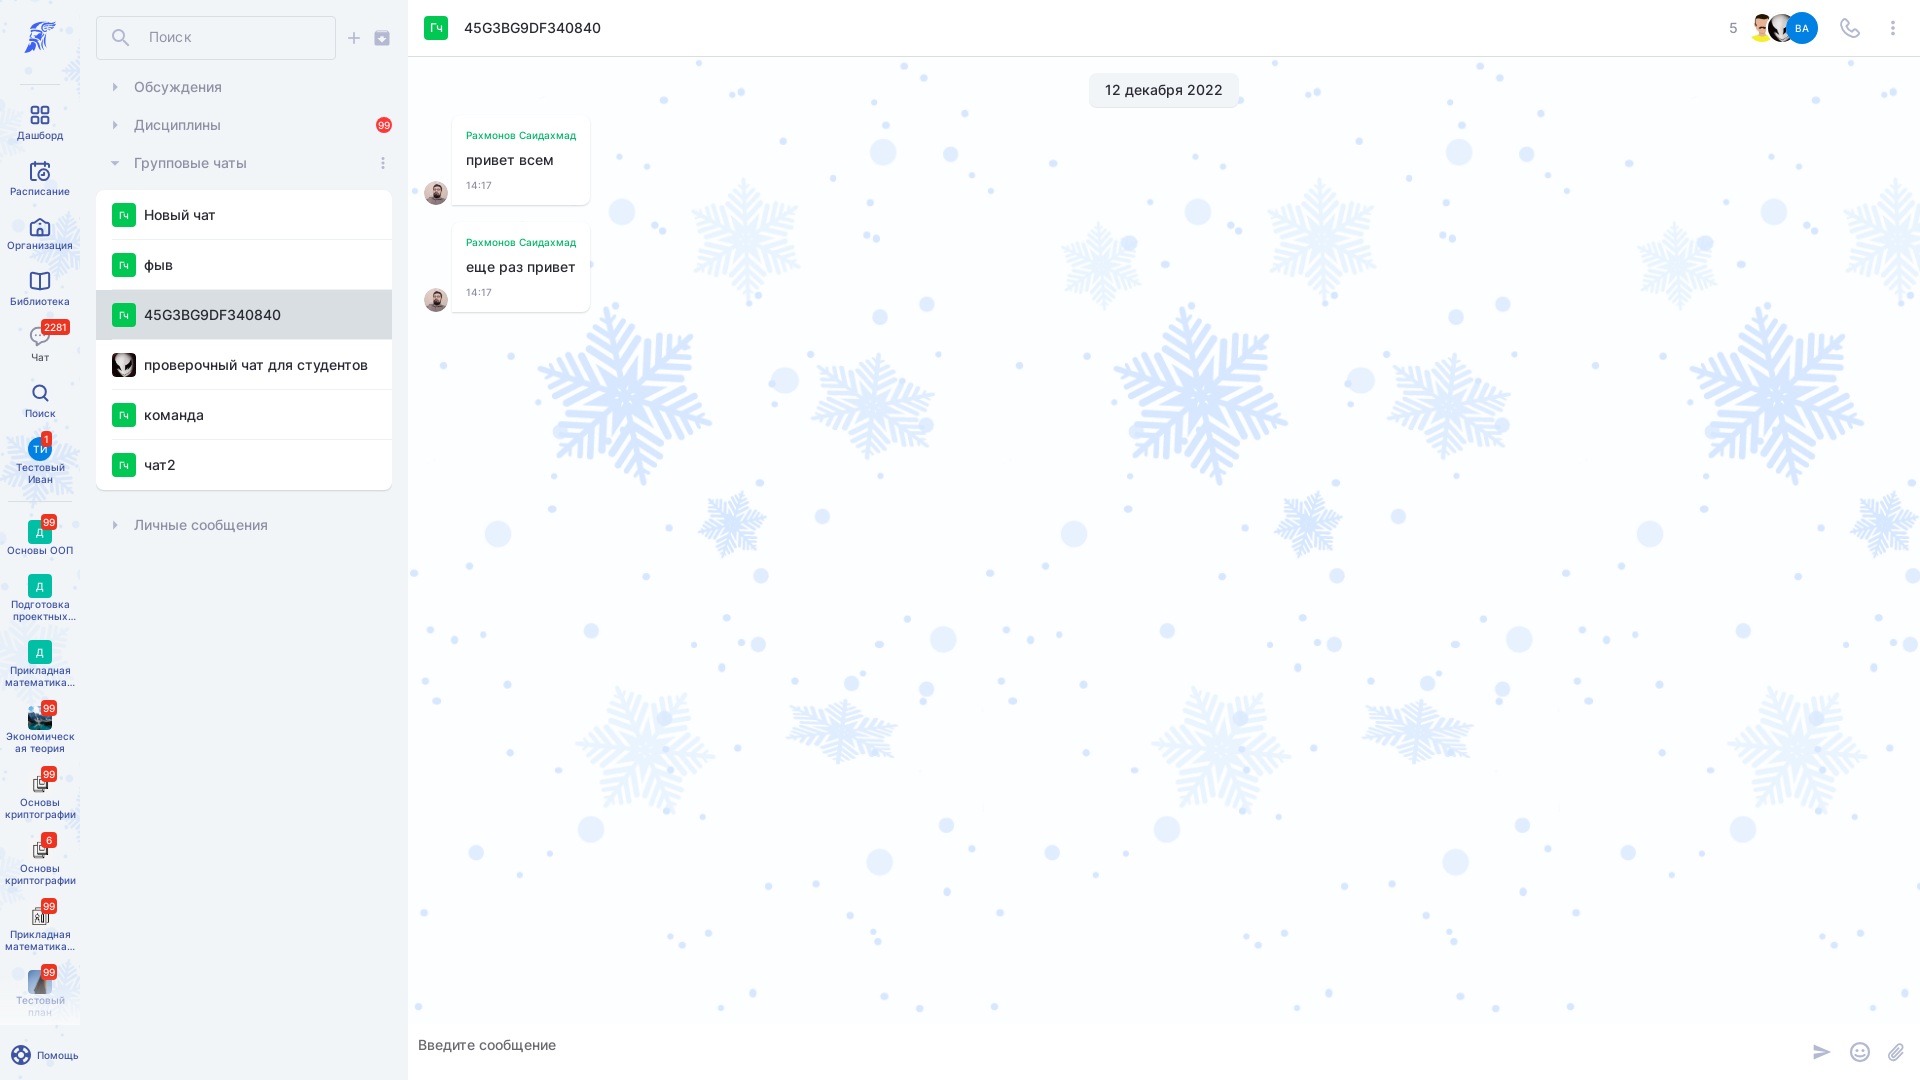 Дашборд
Расписание
Организация
Библиотека
2281
Чат
Поиск
1
ТИ
Тестовый
Иван
99
Д
Основы ООП
Д
Подготовка
проектных...
Д
Прикладная
математика...
99
Экономическ
ая теория
99
Основы
криптографии
6
Основы
криптографии
99
Прикладная
математика...
99
Тестовый
план
Помощь
Поиск
Обсуждения
Дисциплины 99
Групповые чаты
Гч Новый чат
Гч фыв
Гч 45G3BG9DF340840
проверочный чат для студентов
Гч команда
Гч чат2
Личные сообщения
Гч 45G3BG9DF340840 5 ВА
12 декабря 2022
Рахмонов Саидахмад
привет всем
14:17
Рахмонов Саидахмад
еще раз привет
14:17
Введите сообщение